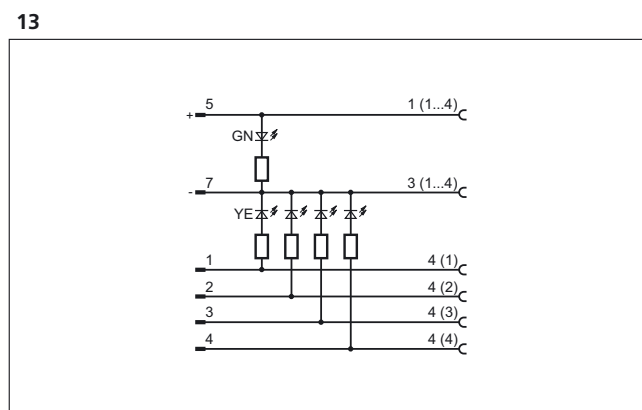 13
+ 5 1 (1...4)
GN
- 7 3 (1...4)
YE
1 4 (1)
2 4 (2)
3 4 (3)
4 4 (4)